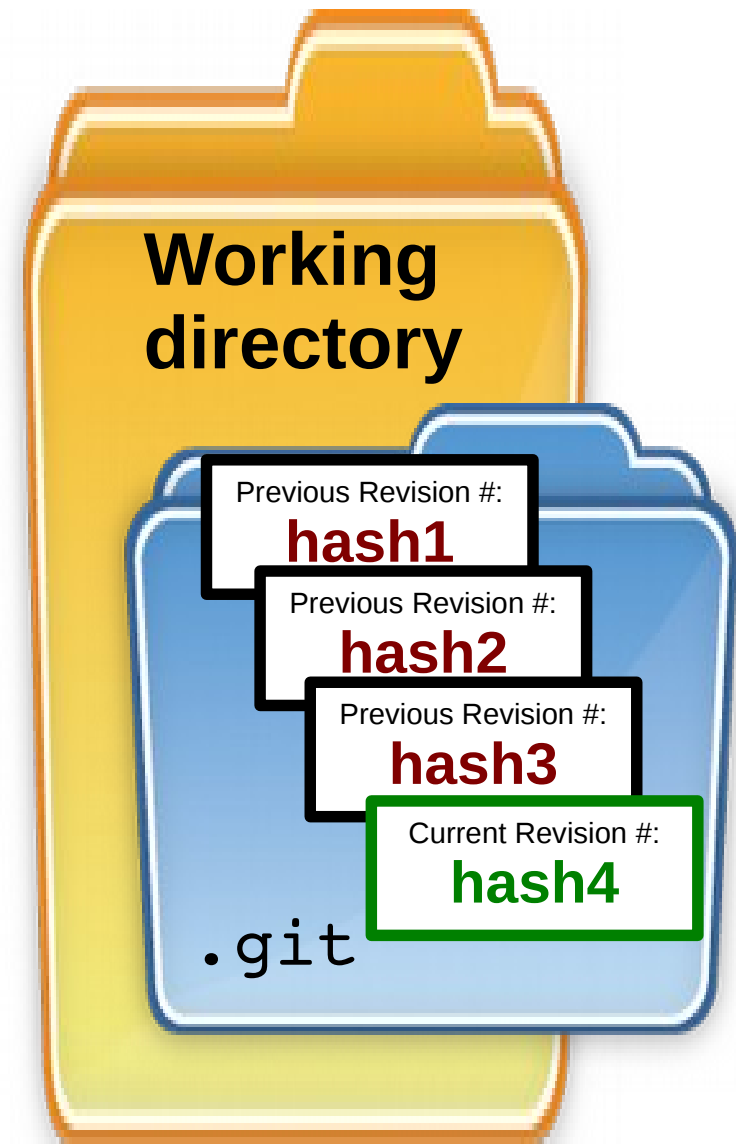 Working
directory
Previous Revision #:
hash1
Previous Revision #:
hash2
Previous Revision #:
hash3
Current Revision #:
hash4
.git